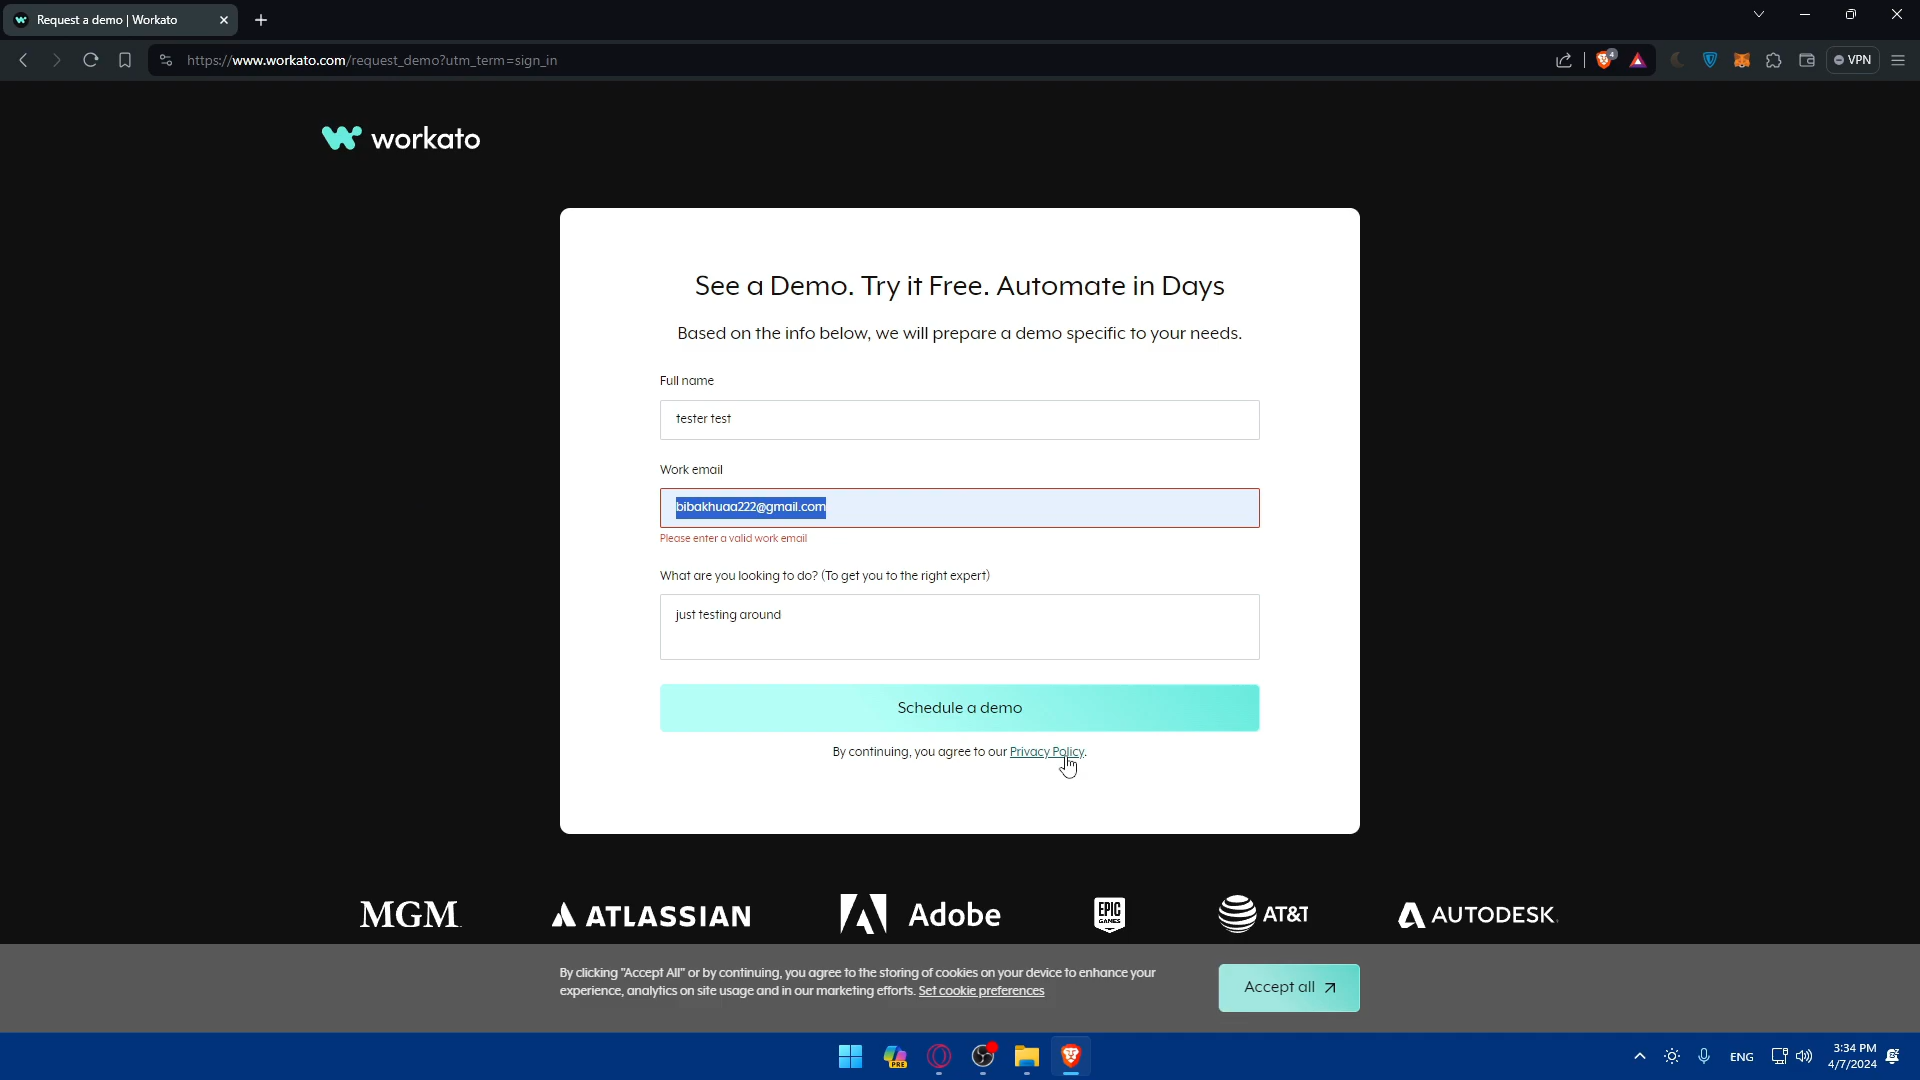 Request a demo | Workato
https://www.workato.com/request_demo?utm_term=sign_in
4
VPN
workato
See a Demo. Try it Free. Automate in Days
Based on the info below, we will prepare a demo specific to your needs.
Full name
tester test
Work email
bibakhuaa222@gmail.com
Please enter a valid work email
What are you looking to do? (To get you to the right expert)
just testing around
Schedule a demo
By continuing, you agree to our Privacy Policy.
MGM
ATLASSIAN
Adobe
EPIC
GAMES
AT&T
AUTODESK.
By clicking "Accept All" or by continuing, you agree to the storing of cookies on your device to enhance your
experience, analytics on site usage and in our marketing efforts. Set cookie preferences
Accept all
PRE
ENG
3:34 PM
4/7/2024